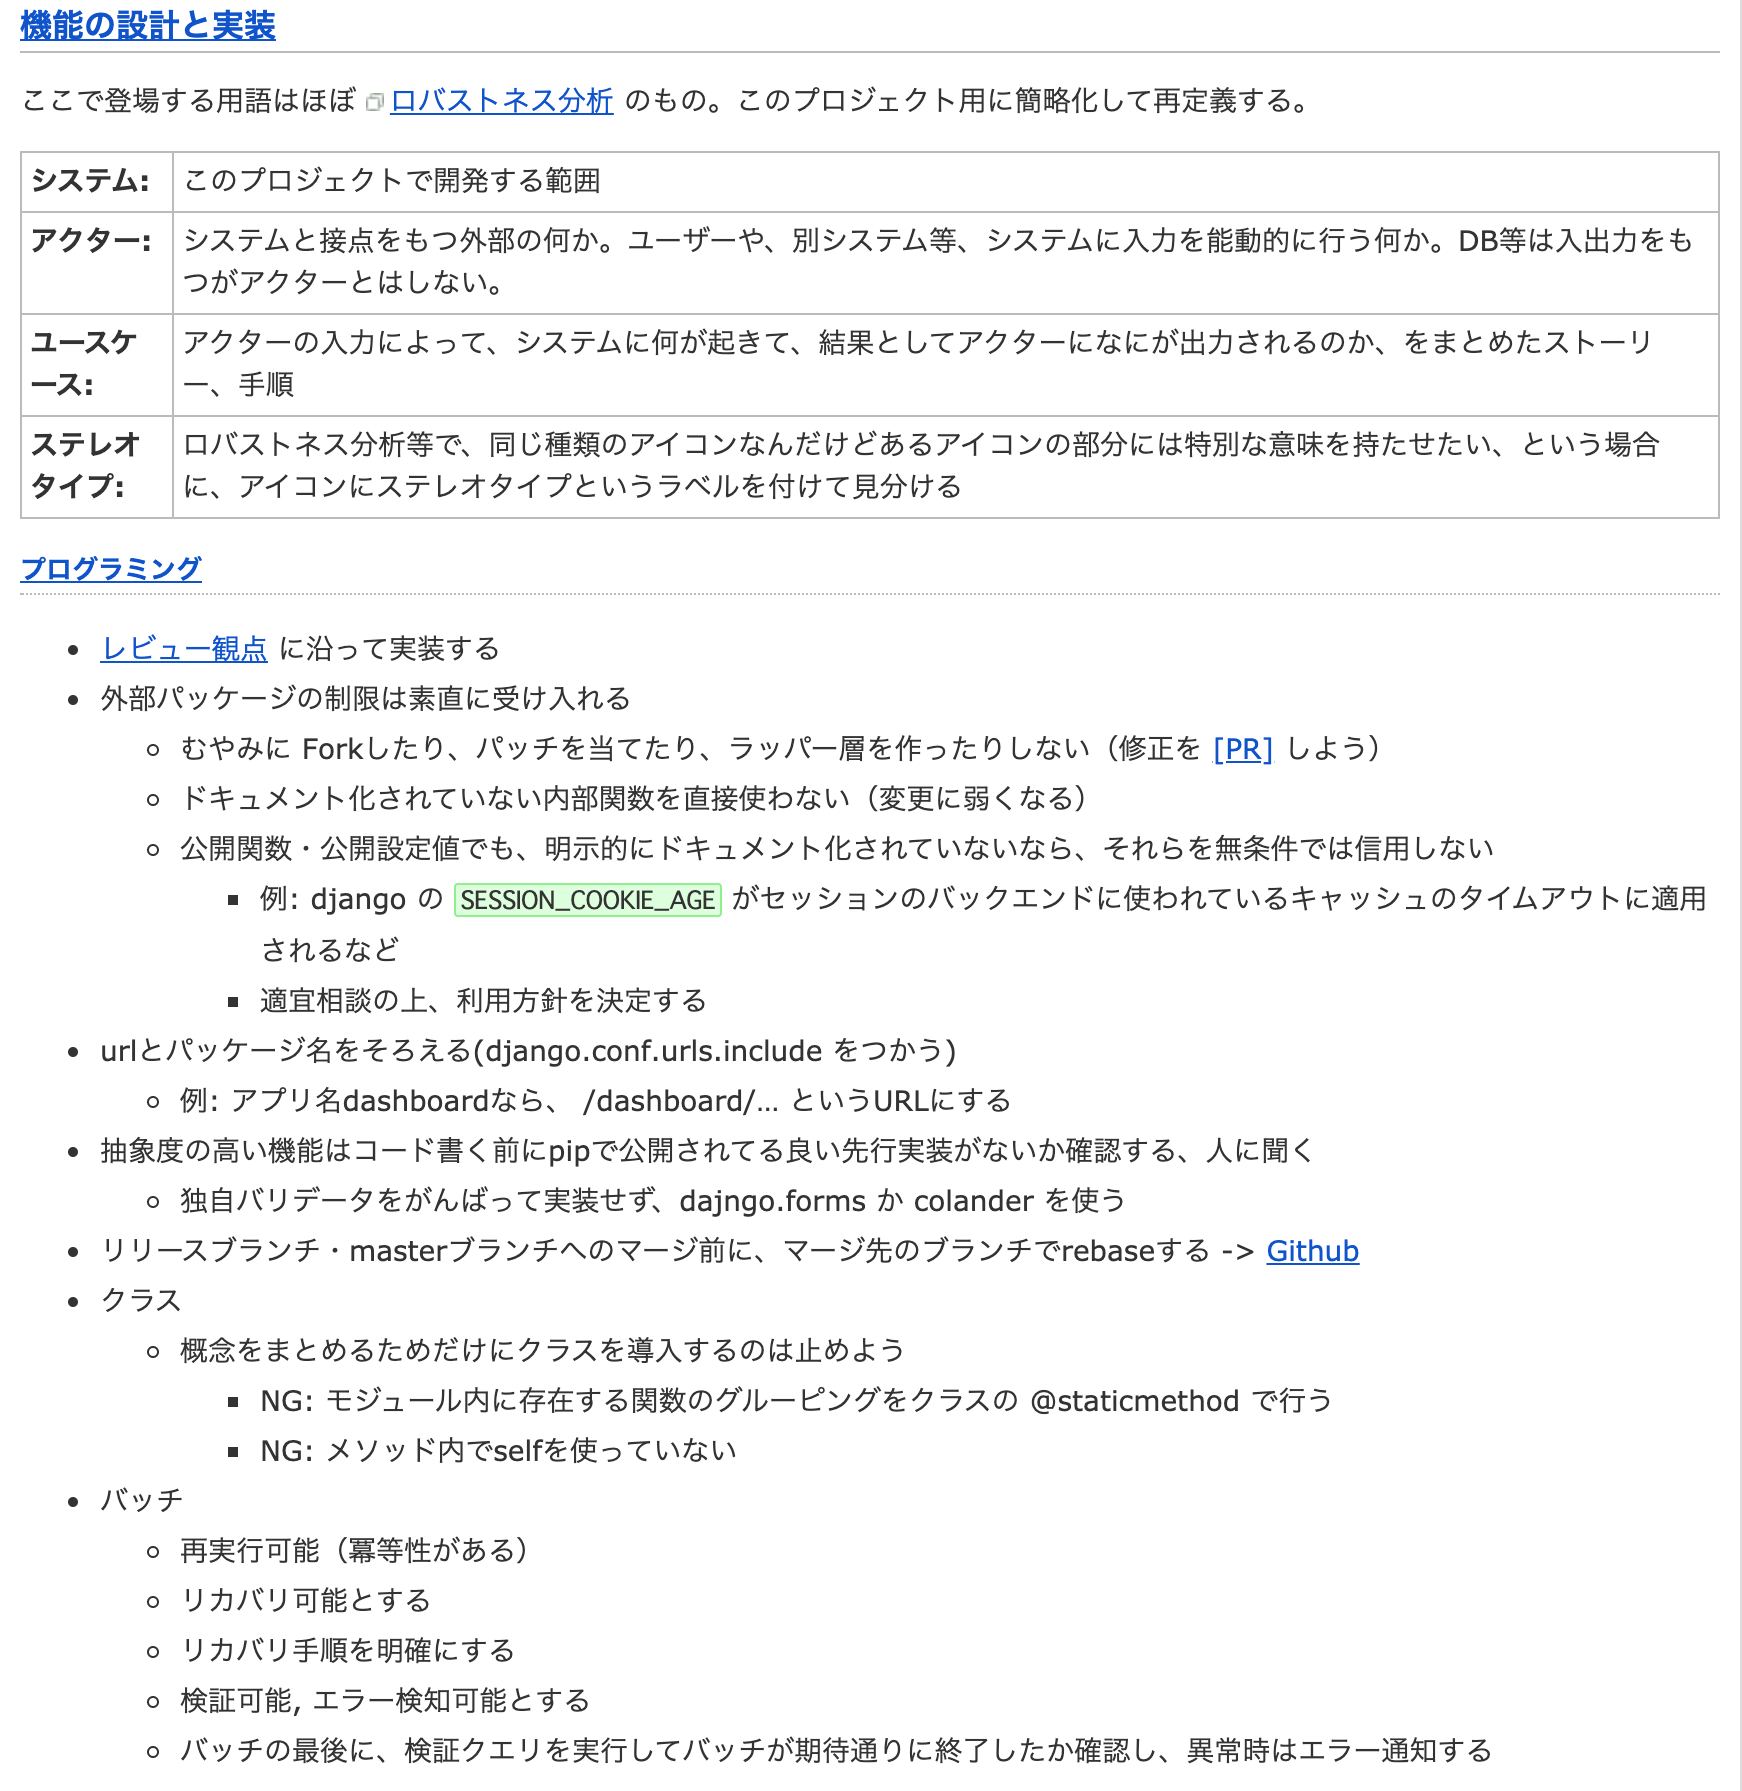 機能の設計と実装
ここで登場する用語はほぼ ロバストネス分析 のもの。このプロジェクト用に簡略化して再定義する。
システム: このプロジェクトで開発する範囲
アクター: システムと接点をもつ外部の何か。ユーザーや、別システム等、システムに入力を能動的に行う何か。DB等は入出力をも
つがアクターとはしない。
ユースケ アクターの入力によって、システムに何が起きて、結果としてアクターになにが出力されるのか、をまとめたストーリ
ース: ー、手順
ステレオ ロバストネス分析等で、同じ種類のアイコンなんだけどあるアイコンの部分には特別な意味を持たせたい、という場合
タイプ: に、アイコンにステレオタイプというラベルを付けて見分ける
プログラミング
レビュー観点 に沿って実装する
外部パッケージの制限は素直に受け入れる
むやみに Forkしたり、パッチを当てたり、ラッパー層を作ったりしない（修正を [PR] しよう）
ドキュメント化されていない内部関数を直接使わない（変更に弱くなる）
公開関数・公開設定値でも、明示的にドキュメント化されていないなら、それらを無条件では信用しない
例: django の SESSION_COOKIE_AGE がセッションのバックエンドに使われているキャッシュのタイムアウトに適用
されるなど
適宜相談の上、利用方針を決定する
urlとパッケージ名をそろえる(django.conf.urls.include をつかう)
例: アプリ名dashboardなら、 /dashboard/... というURLにする
抽象度の高い機能はコード書く前にpipで公開されてる良い先行実装がないか確認する、人に聞く
独自バリデータをがんばって実装せず、dajngo.forms か colander を使う
リリースブランチ・masterブランチへのマージ前に、マージ先のブランチでrebaseする -> Github
クラス
概念をまとめるためだけにクラスを導入するのは止めよう
NG: モジュール内に存在する関数のグルーピングをクラスの @staticmethod で行う
NG: メソッド内でselfを使っていない
バッチ
再実行可能（冪等性がある）
リカバリ可能とする
リカバリ手順を明確にする
検証可能, エラー検知可能とする
バッチの最後に、検証クエリを実行してバッチが期待通りに終了したか確認し、異常時はエラー通知する